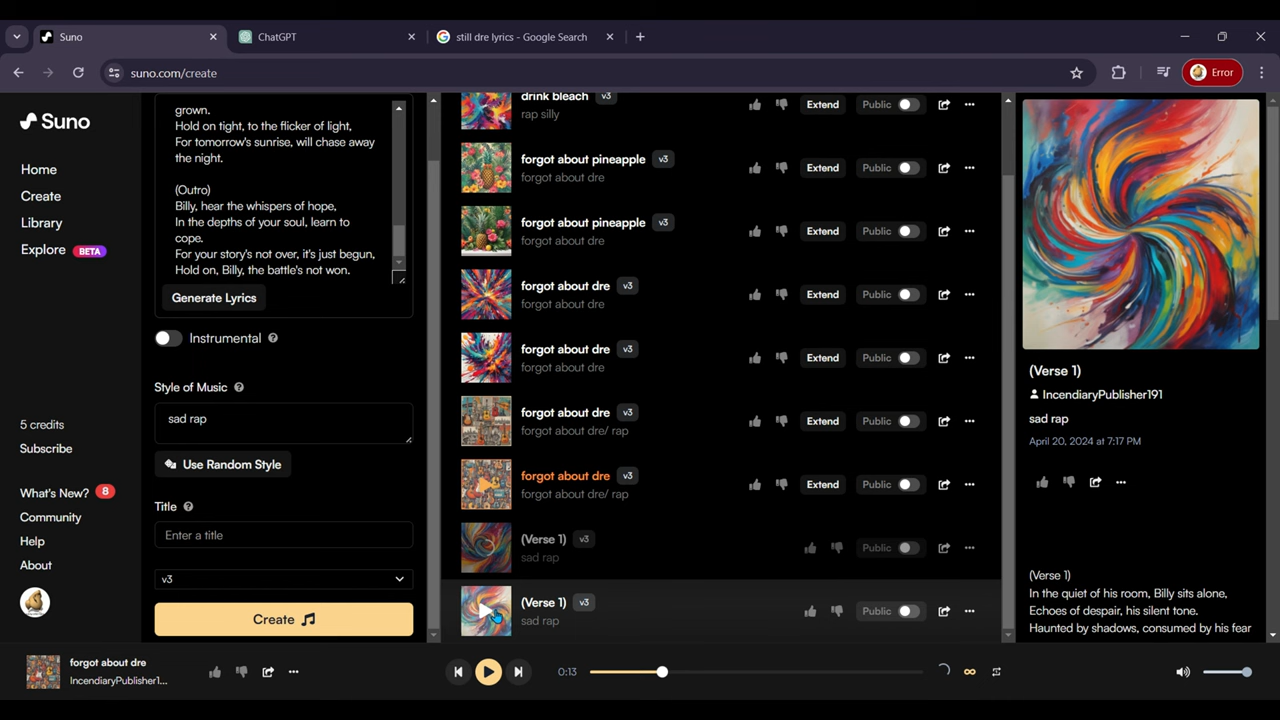 Suno
ChatGPT
still dre lyrics - Google Search
suno.com/create
Error
Suno
Home
Create
Library
Explore BETA
5 credits
Subscribe
What's New? 8
Community
Help
About
grown.
Hold on tight, to the flicker of light,
For tomorrow's sunrise, will chase away
the night.
(Outro)
Billy, hear the whispers of hope,
In the depths of your soul, learn to
cope.
For your story's not over, it's just begun,
Hold on, Billy, the battle's not won.
Generate Lyrics
Instrumental
Style of Music
sad rap
Use Random Style
Title
Enter a title
v3
Create
drink bleach v3
rap silly
Extend Public
forgot about pineapple v3
forgot about dre
Extend Public
forgot about pineapple v3
forgot about dre
Extend Public
forgot about dre v3
forgot about dre
Extend Public
forgot about dre v3
forgot about dre
Extend Public
forgot about dre v3
forgot about dre/ rap
Extend Public
forgot about dre v3
forgot about dre/ rap
Extend Public
(Verse 1) v3
sad rap
Public
(Verse 1) v3
sad rap
Public
(Verse 1)
IncendiaryPublisher191
sad rap
April 20, 2024 at 7:17 PM
(Verse 1)
In the quiet of his room, Billy sits alone,
Echoes of despair, his silent tone.
Haunted by shadows, consumed by his fear
forgot about dre
IncendiaryPublisher1...
0:13